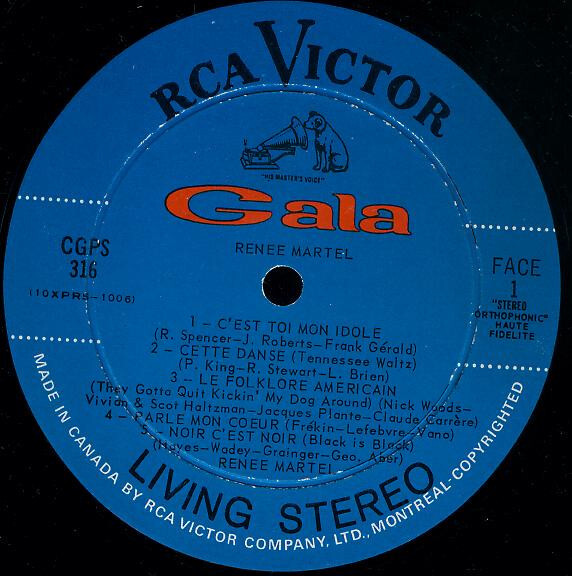 RCA VICTOR
"HIS MASTER'S VOICE"
Gala
RENEE MARTEL
CGPS
316
(10XPRS-1006)
FACE
1
"STEREO
ORTHOPHONIC"
HAUTE
FIDELITE
1 – C'EST TOI MON IDOLE
(R. Spencer–J. Roberts–Frank Gérald)
2 – CETTE DANSE (Tennessee Waltz)
(P. King–R. Stewart–L. Brien)
3 – LE FOLKLORE AMERICAIN
(They Gotta Quit Kickin' My Dog Around) (Nick Woods–
Vivian & Scot Haltzman–Jacques Plante–Claude Carrère)
4 – PARLE MON COEUR (Frékin–Lefebvre–Vano)
5 – NOIR C'EST NOIR (Black is Black)
(Hayes–Wadey–Grainger–Geo. Aber)
RENEE MARTEL
LIVING STEREO
MADE IN CANADA BY RCA VICTOR COMPANY, LTD., MONTREAL-COPYRIGHTED